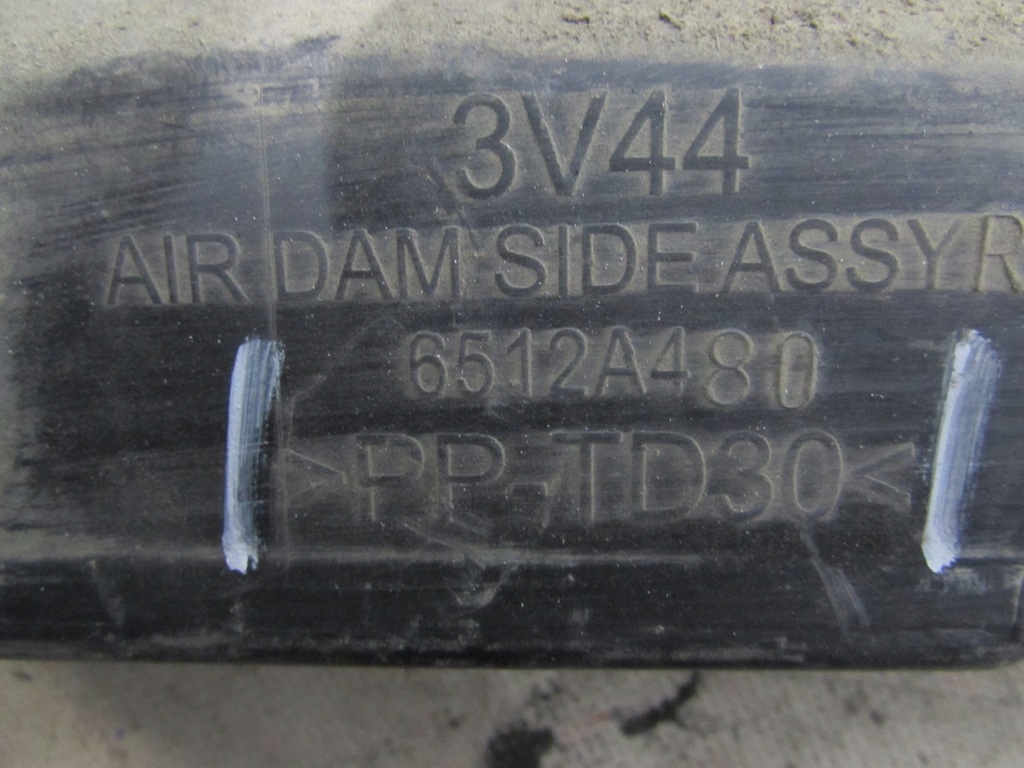 3V44
AIR DAM SIDE ASSY R
6512A480
>PP-TD30<